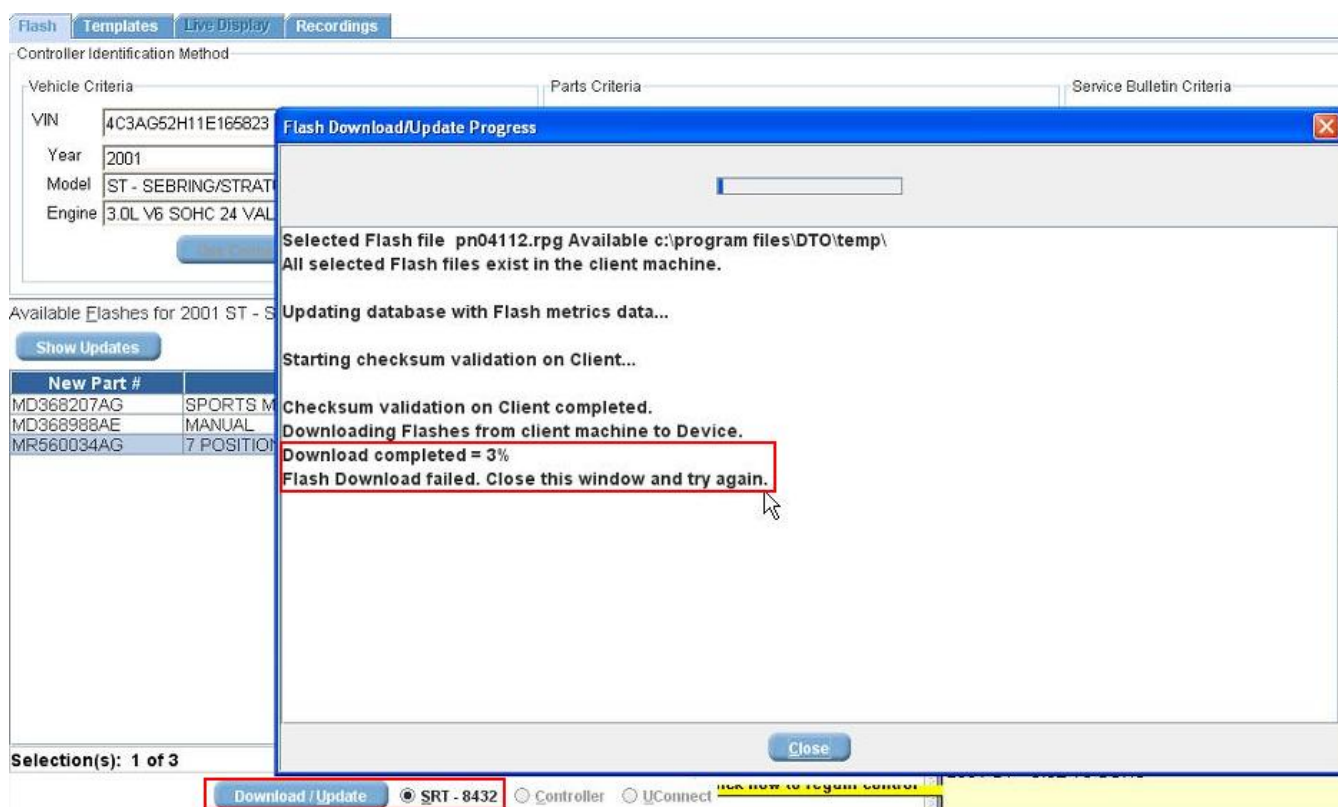 Flash Templates Live Display Recordings
Controller Identification Method
Vehicle Criteria Parts Criteria Service Bulletin Criteria
VIN 4C3AG52H11E165823
Year 2001
Model ST - SEBRING/STRAT
Engine 3.0L V6 SOHC 24 VAL
Flash Download/Update Progress
Selected Flash file pn04112.rpg Available c:\program files\DTO\temp\
All selected Flash files exist in the client machine.
Updating database with Flash metrics data...
Starting checksum validation on Client...
Checksum validation on Client completed.
Downloading Flashes from client machine to Device.
Download completed = 3%
Flash Download failed. Close this window and try again.
Close
Available Flashes for 2001 ST - S
Show Updates
New Part #
MD368207AG SPORTS M
MD368988AE MANUAL
MR560034AG 7 POSITION
Selection(s): 1 of 3
Download / Update SRT - 8432 Controller UConnect